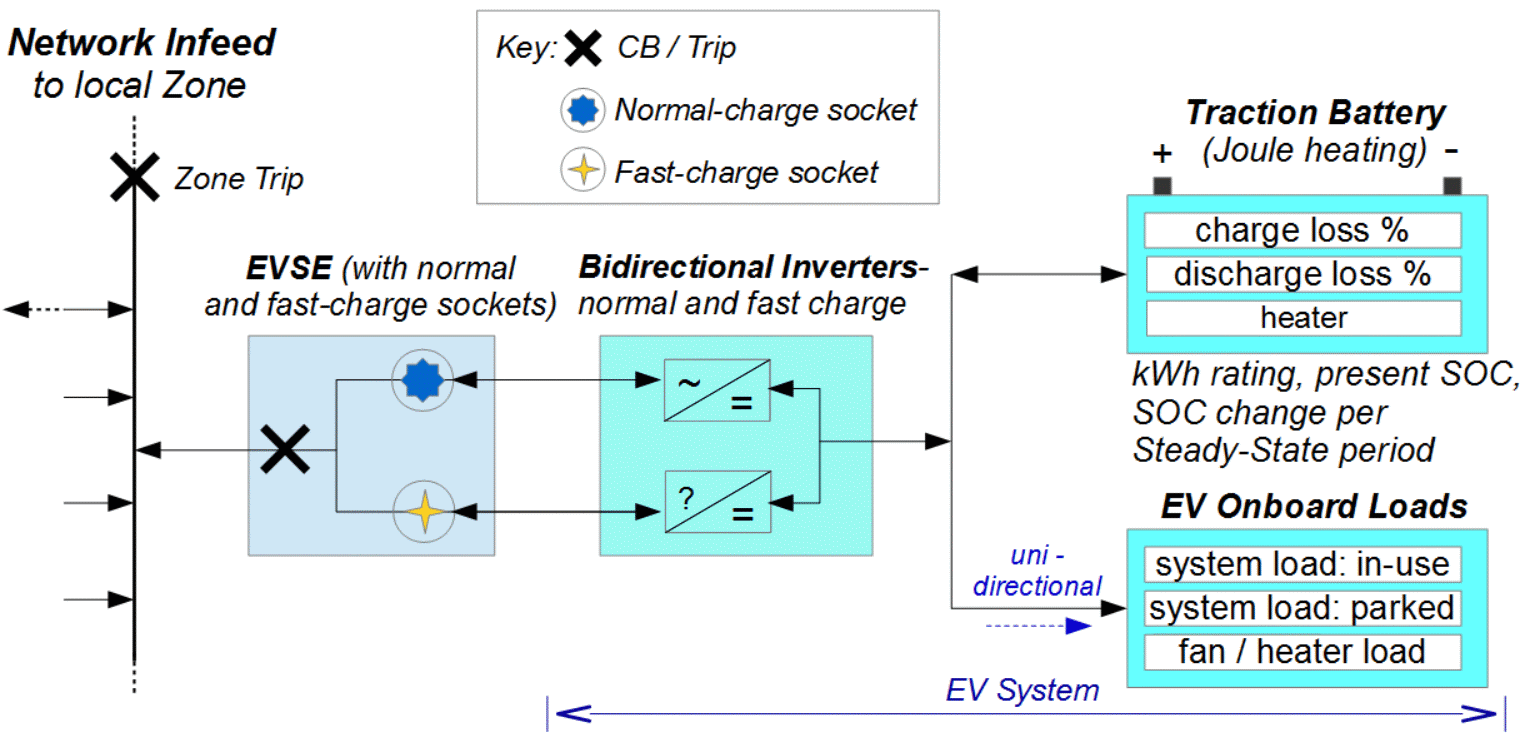 Network Infeed
to local Zone
Key: CB / Trip
Normal-charge socket
Fast-charge socket
Zone Trip
Traction Battery
(Joule heating)
+ -
charge loss %
discharge loss %
heater
EVSE (with normal
and fast-charge sockets)
Bidirectional Inverters-
normal and fast charge
~
=
?
=
kWh rating, present SOC,
SOC change per
Steady-State period
EV Onboard Loads
system load: in-use
system load: parked
fan / heater load
uni -
directional
EV System